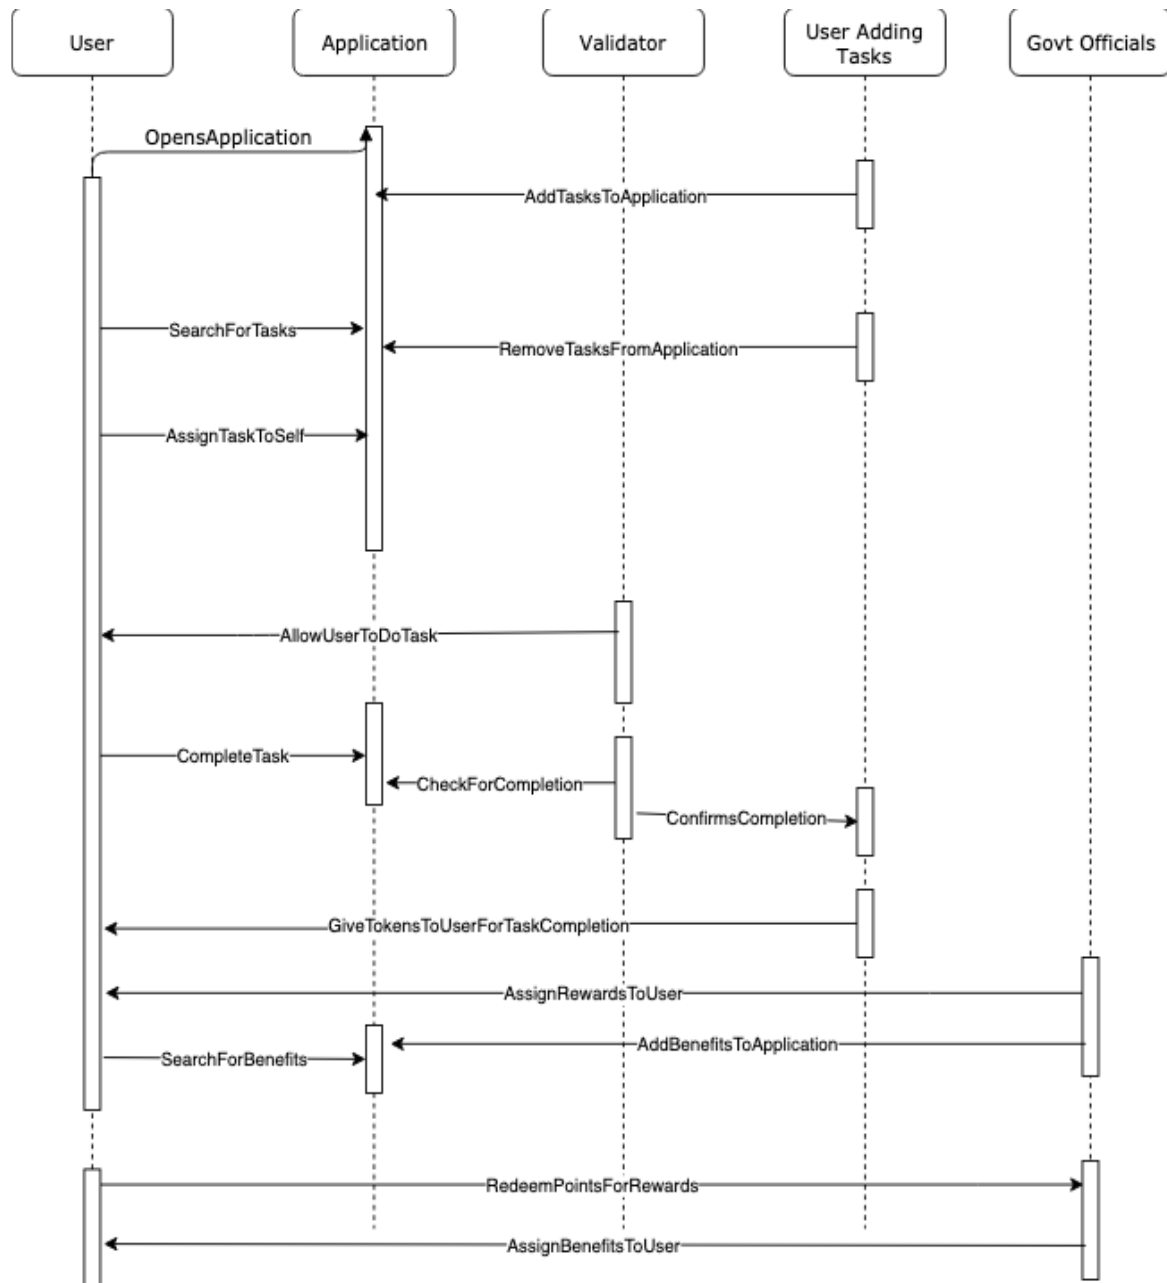 User
Application
Validator
User Adding
Tasks
Govt Officials
OpensApplication
AddTasksToApplication
SearchForTasks
RemoveTasksFromApplication
AssignTaskToSelf
AllowUserToDoTask
CompleteTask
CheckForCompletion
ConfirmsCompletion
GiveTokensToUserForTaskCompletion
AssignRewardsToUser
AddBenefitsToApplication
SearchForBenefits
RedeemPointsForRewards
AssignBenefitsToUser